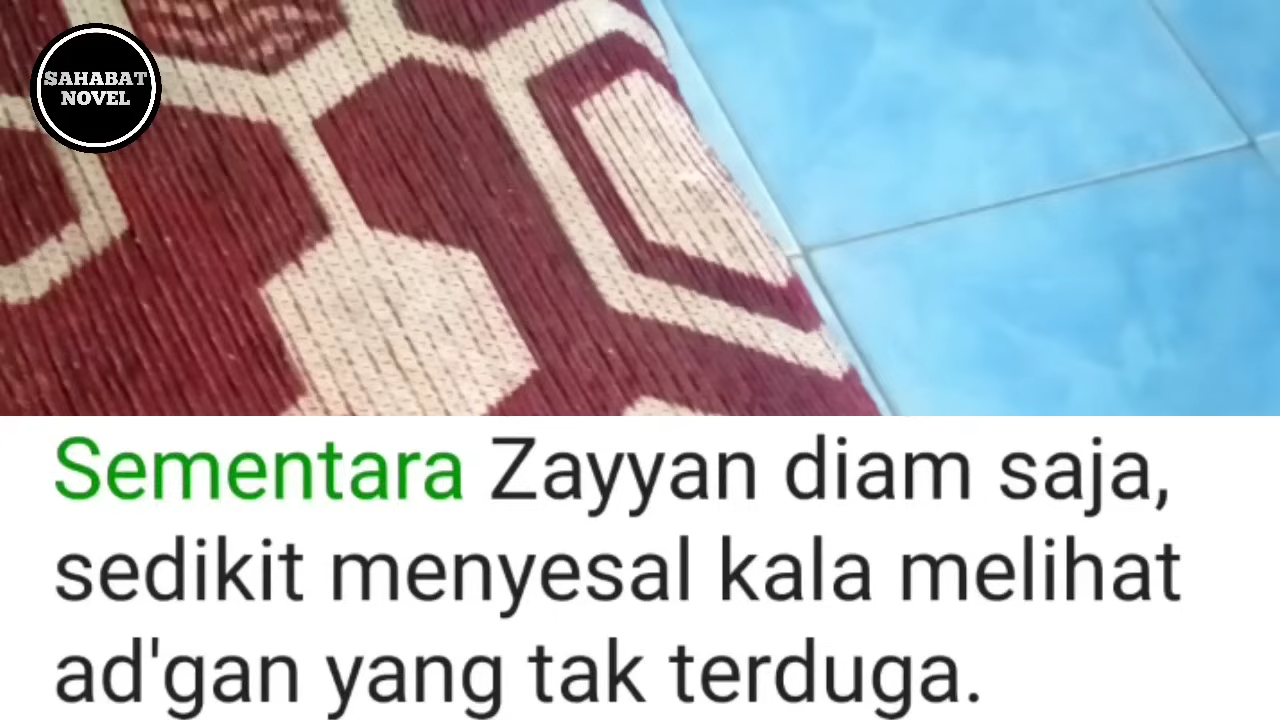 SAHABAT
NOVEL
Sementara Zayyan diam saja,
sedikit menyesal kala melihat
ad'gan yang tak terduga.